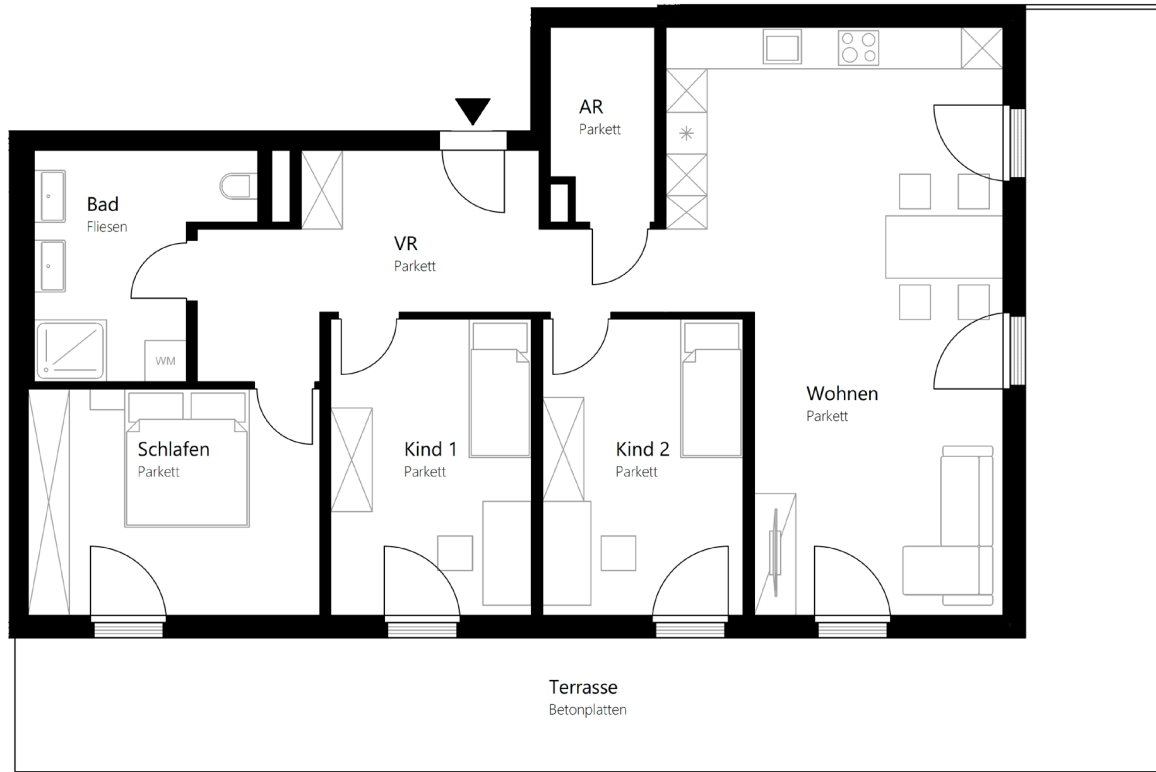 AR
Parkett
Bad
Fliesen
VR
Parkett
WM
Wohnen
Parkett
Schlafen
Parkett
Kind 1
Parkett
Kind 2
Parkett
Terrasse
Betonplatten